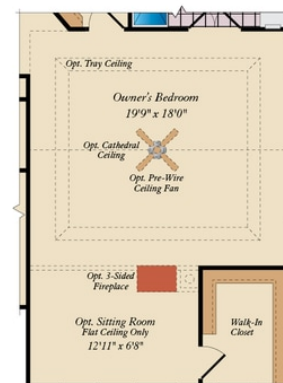 Opt. Tray Ceiling
Owner's Bedroom
19'9" x 18'0"
Opt. Cathedral
Ceiling
Opt. Pre-Wire
Ceiling Fan
Opt. 3-Sided
Fireplace
Opt. Sitting Room
Flat Ceiling Only
12'11" x 6'8"
Walk-In
Closet